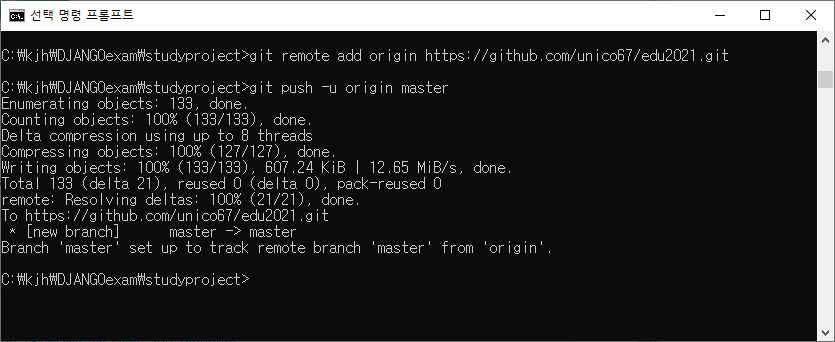 선택 명령 프롬프트
C:₩kjh₩DJANGOexam₩studyproject>git remote add origin https://github.com/unico67/edu2021.git
C:₩kjh₩DJANGOexam₩studyproject>git push -u origin master
Enumerating objects: 133, done.
Counting objects: 100% (133/133), done.
Delta compression using up to 8 threads
Compressing objects: 100% (127/127), done.
Writing objects: 100% (133/133), 607.24 KiB | 12.65 MiB/s, done.
Total 133 (delta 21), reused 0 (delta 0), pack-reused 0
remote: Resolving deltas: 100% (21/21), done.
To https://github.com/unico67/edu2021.git
 * [new branch]      master -> master
Branch 'master' set up to track remote branch 'master' from 'origin'.
C:₩kjh₩DJANGOexam₩studyproject>